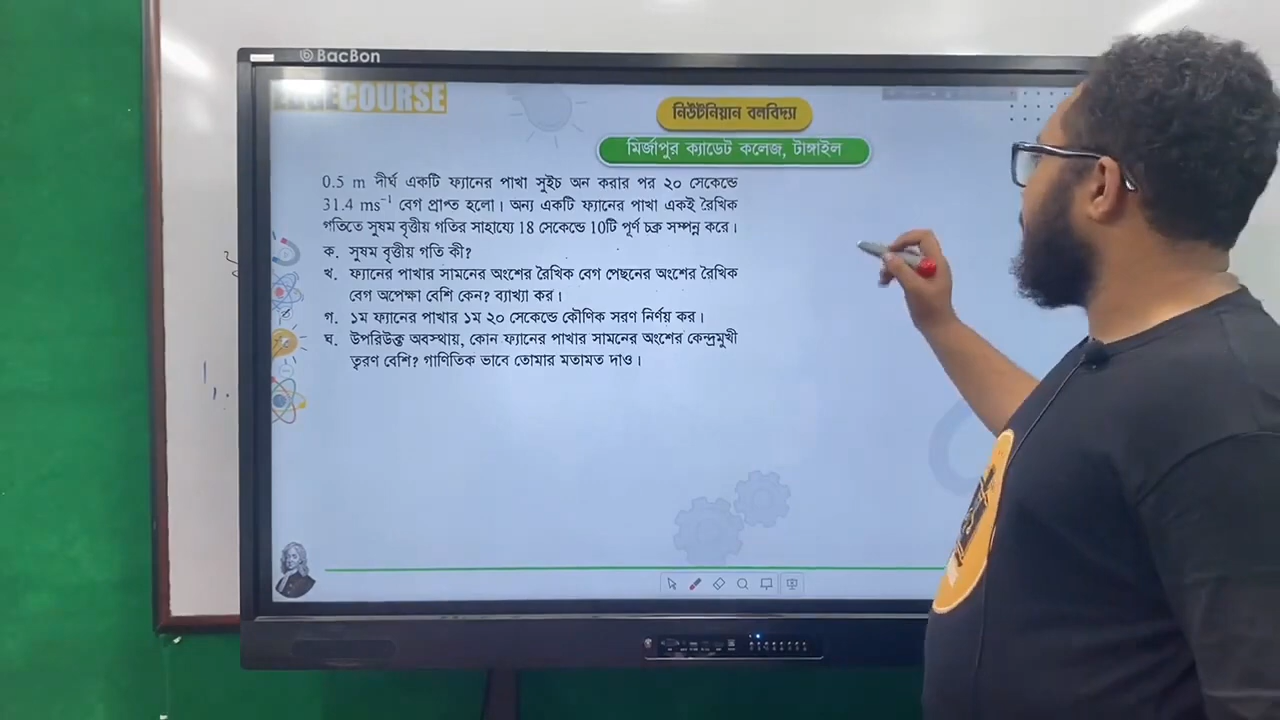 BacBon
COURSE
নিউটনিয়ান বলবিদ্যা
মির্জাপুর ক্যাডেট কলেজ, টাঙ্গাইল
0.5 m দীর্ঘ একটি ফ্যানের পাখা সুইচ অন করার পর ২০ সেকেন্ডে
31.4 ms⁻¹ বেগ প্রাপ্ত হলো। অন্য একটি ফ্যানের পাখা একই রৈখিক
গতিতে সুষম বৃত্তীয় গতির সাহায্যে 18 সেকেন্ডে 10টি পূর্ণ চক্র সম্পন্ন করে।
ক. সুষম বৃত্তীয় গতি কী?
খ. ফ্যানের পাখার সামনের অংশের রৈখিক বেগ পেছনের অংশের রৈখিক
বেগ অপেক্ষা বেশি কেন? ব্যাখ্যা কর।
গ. ১ম ফ্যানের পাখার ১ম ২০ সেকেন্ডে কৌণিক সরণ নির্ণয় কর।
ঘ. উপরিউক্ত অবস্থায়, কোন ফ্যানের পাখার সামনের অংশের কেন্দ্রমুখী
ত্বরণ বেশি? গাণিতিক ভাবে তোমার মতামত দাও।